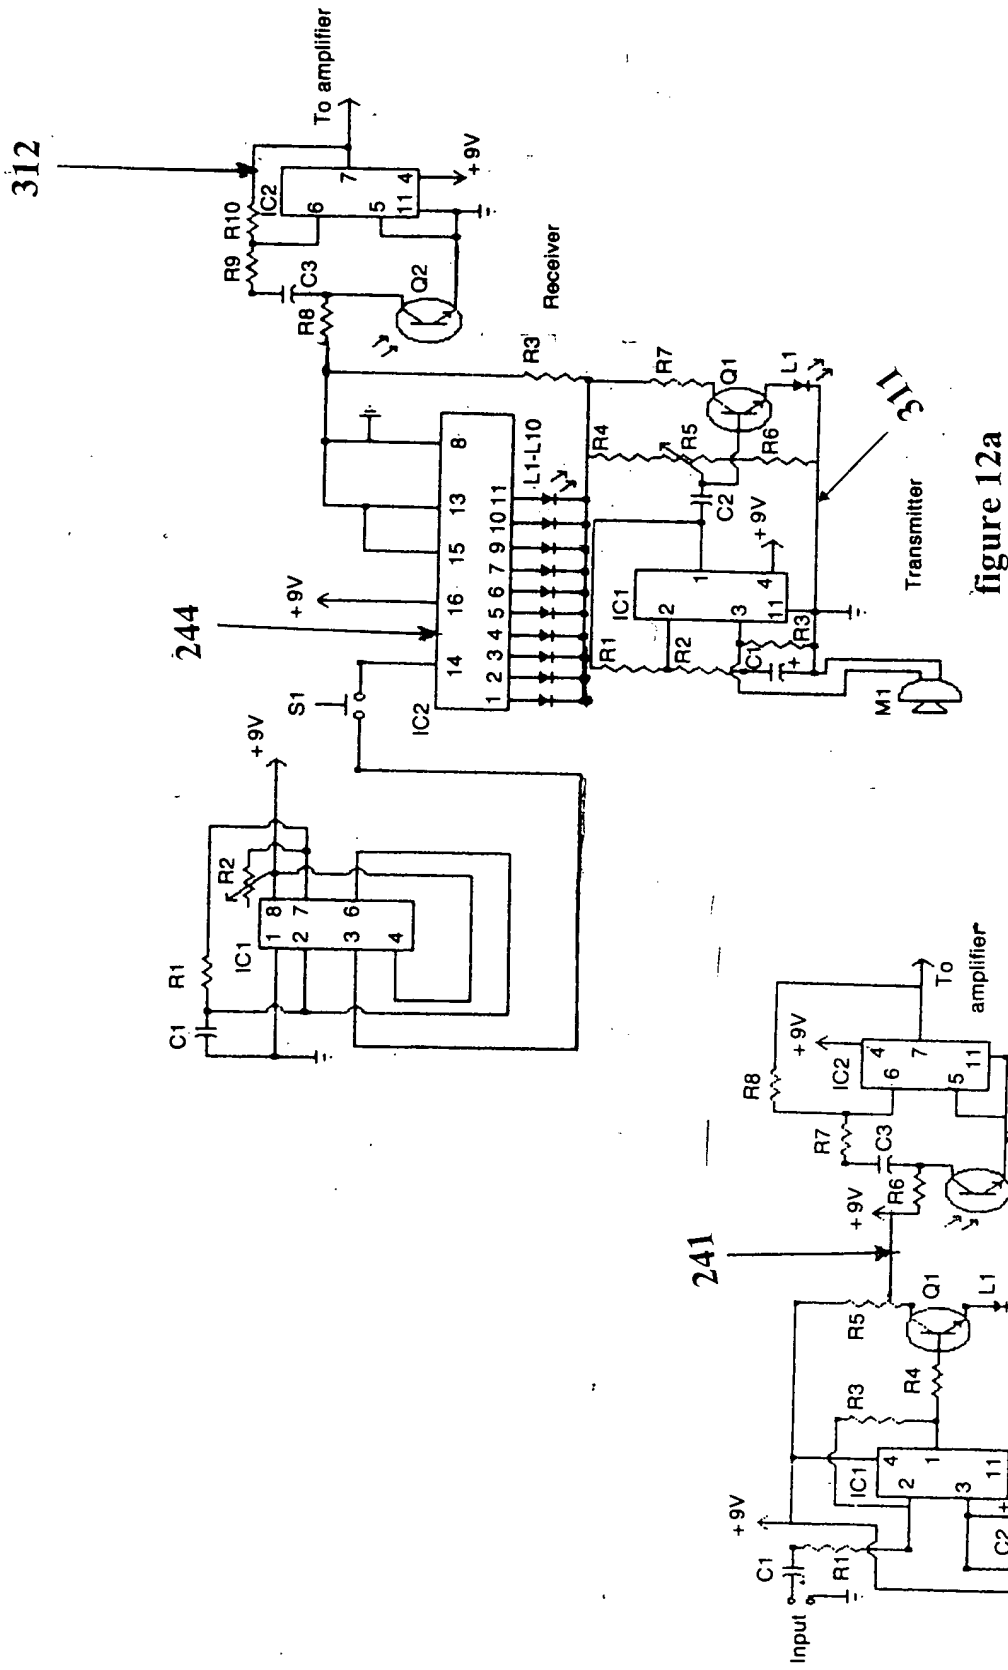 312
To amplifier
R10
R9
IC2
7
6
5
11 4
+9V
C3
R8
Q2
Receiver
244
+9V
S1
14 16 15 13 8
IC2
1 2 3 4 5 6 7 9 10 11
L1-L10
R3
R7
R4
R5
R6
Q1
L1
C2
+9V
IC1
1
2
3
4
11
R1
R2
R3
C1
+
M1
311
Transmitter
figure 12a
+9V
R2
R1
C1
IC1
1 8
2 7
3 6
4
241
+9V
R8
+9V
IC2
4
6 7
5 11
To
amplifier
R7
C3
R6
Q1
L1
R5
R4
R3
+9V
IC1
4
2 1
3 11
C1
R1
Input
C2
+